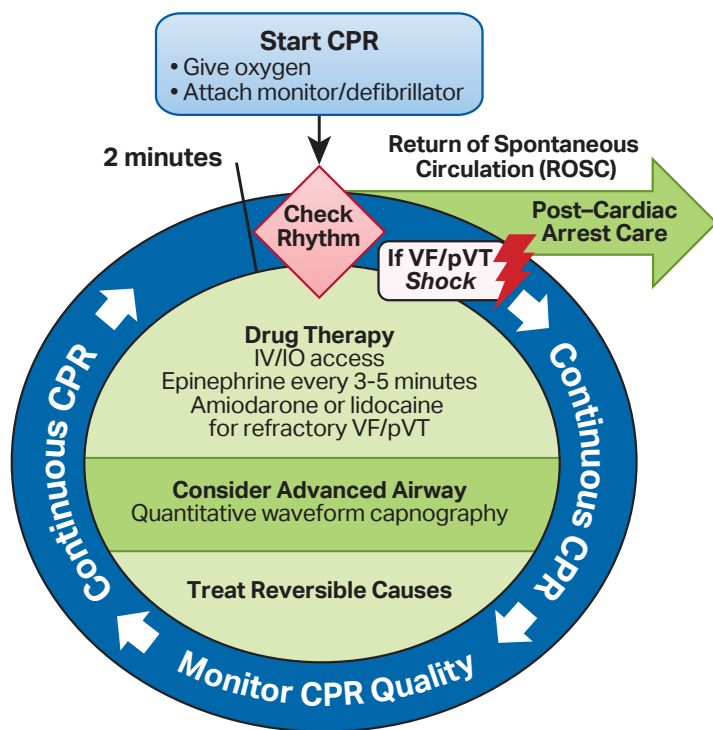 Start CPR
• Give oxygen
• Attach monitor/defibrillator
2 minutes
Return of Spontaneous
Circulation (ROSC)
Check
Rhythm
Post–Cardiac
Arrest Care
If VF/pVT
Shock
Drug Therapy
IV/IO access
Epinephrine every 3-5 minutes
Amiodarone or lidocaine
for refractory VF/pVT
Consider Advanced Airway
Quantitative waveform capnography
Treat Reversible Causes
Continuous CPR
Monitor CPR Quality
Continuous CPR